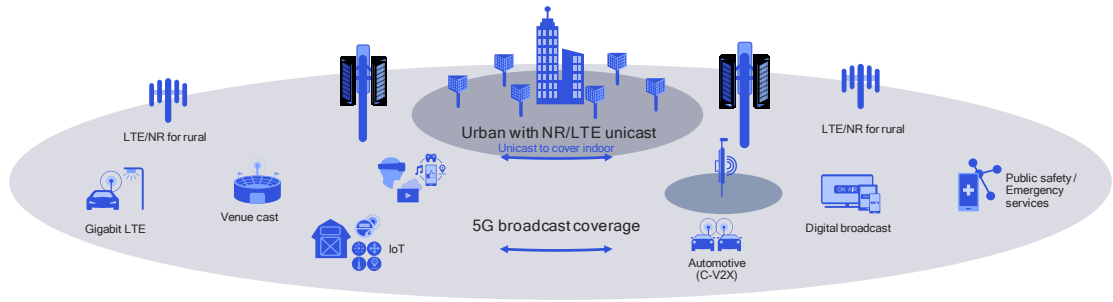 LTE/NR for rural
Urban with NR/LTE unicast
Unicast to cover indoor
LTE/NR for rural
Gigabit LTE
Venue cast
IoT
5G broadcast coverage
Automotive
(C-V2X)
ON AIR
Digital broadcast
Public safety /
Emergency
services